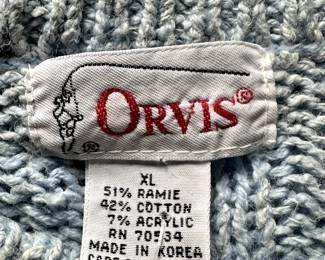 ORVIS®
®
XL
51% RAMIE
42% COTTON
7% ACRYLIC
RN 70534
MADE IN KOREA